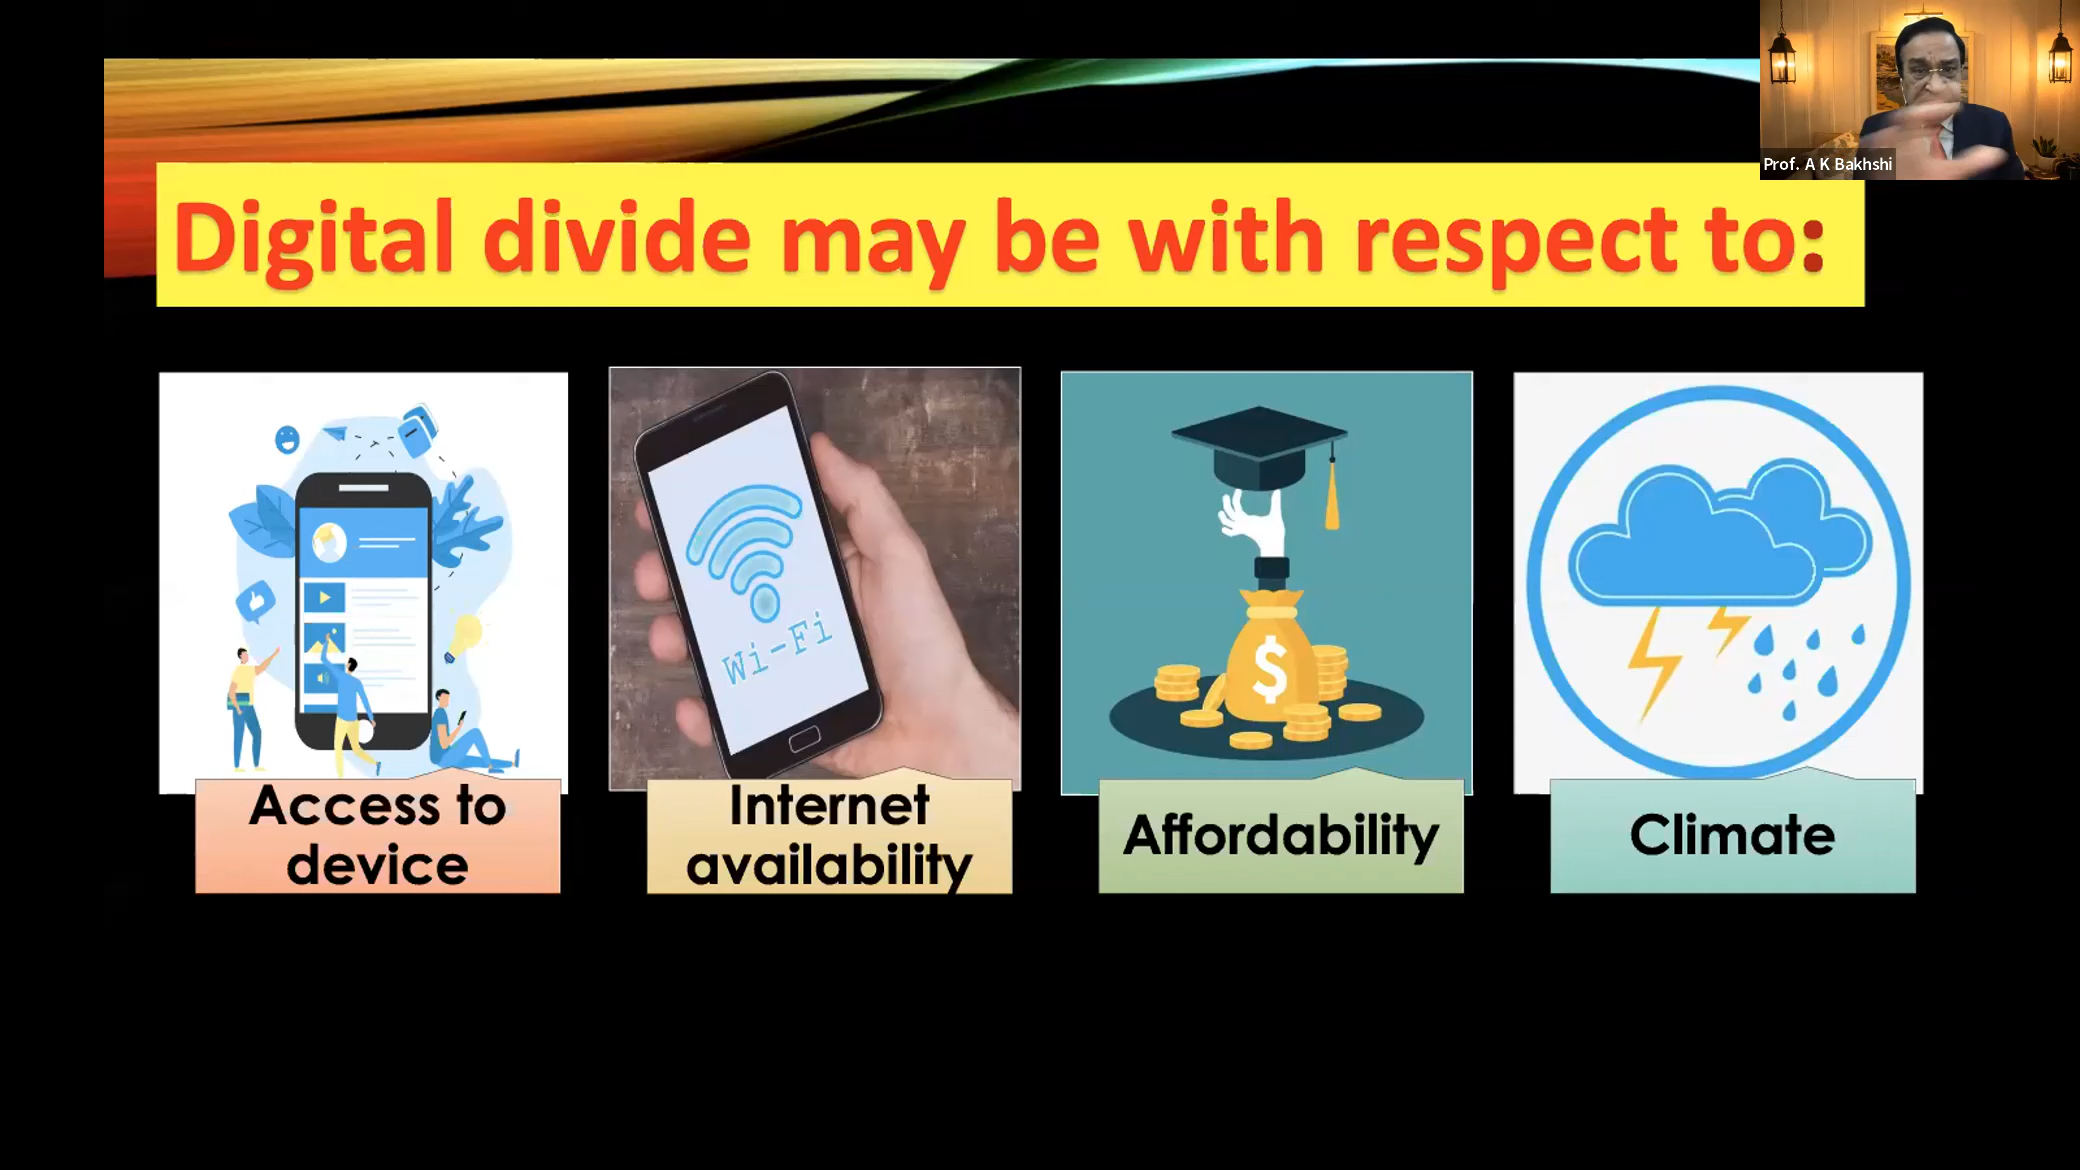 Prof. A K Bakhshi
Digital divide may be with respect to:
Wi-Fi
$
Access to
device
Internet
availability
Affordability
Climate